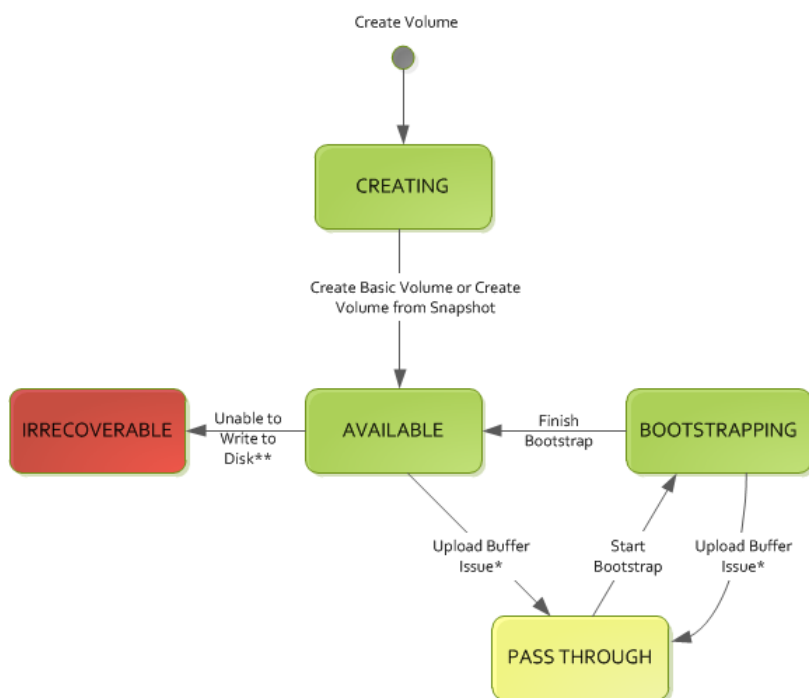 Create Volume
CREATING
Create Basic Volume or Create
Volume from Snapshot
IRRECOVERABLE
Unable to
Write to
Disk**
AVAILABLE
Finish
Bootstrap
BOOTSTRAPPING
Upload Buffer
Issue*
Start
Bootstrap
Upload Buffer
Issue*
PASS THROUGH